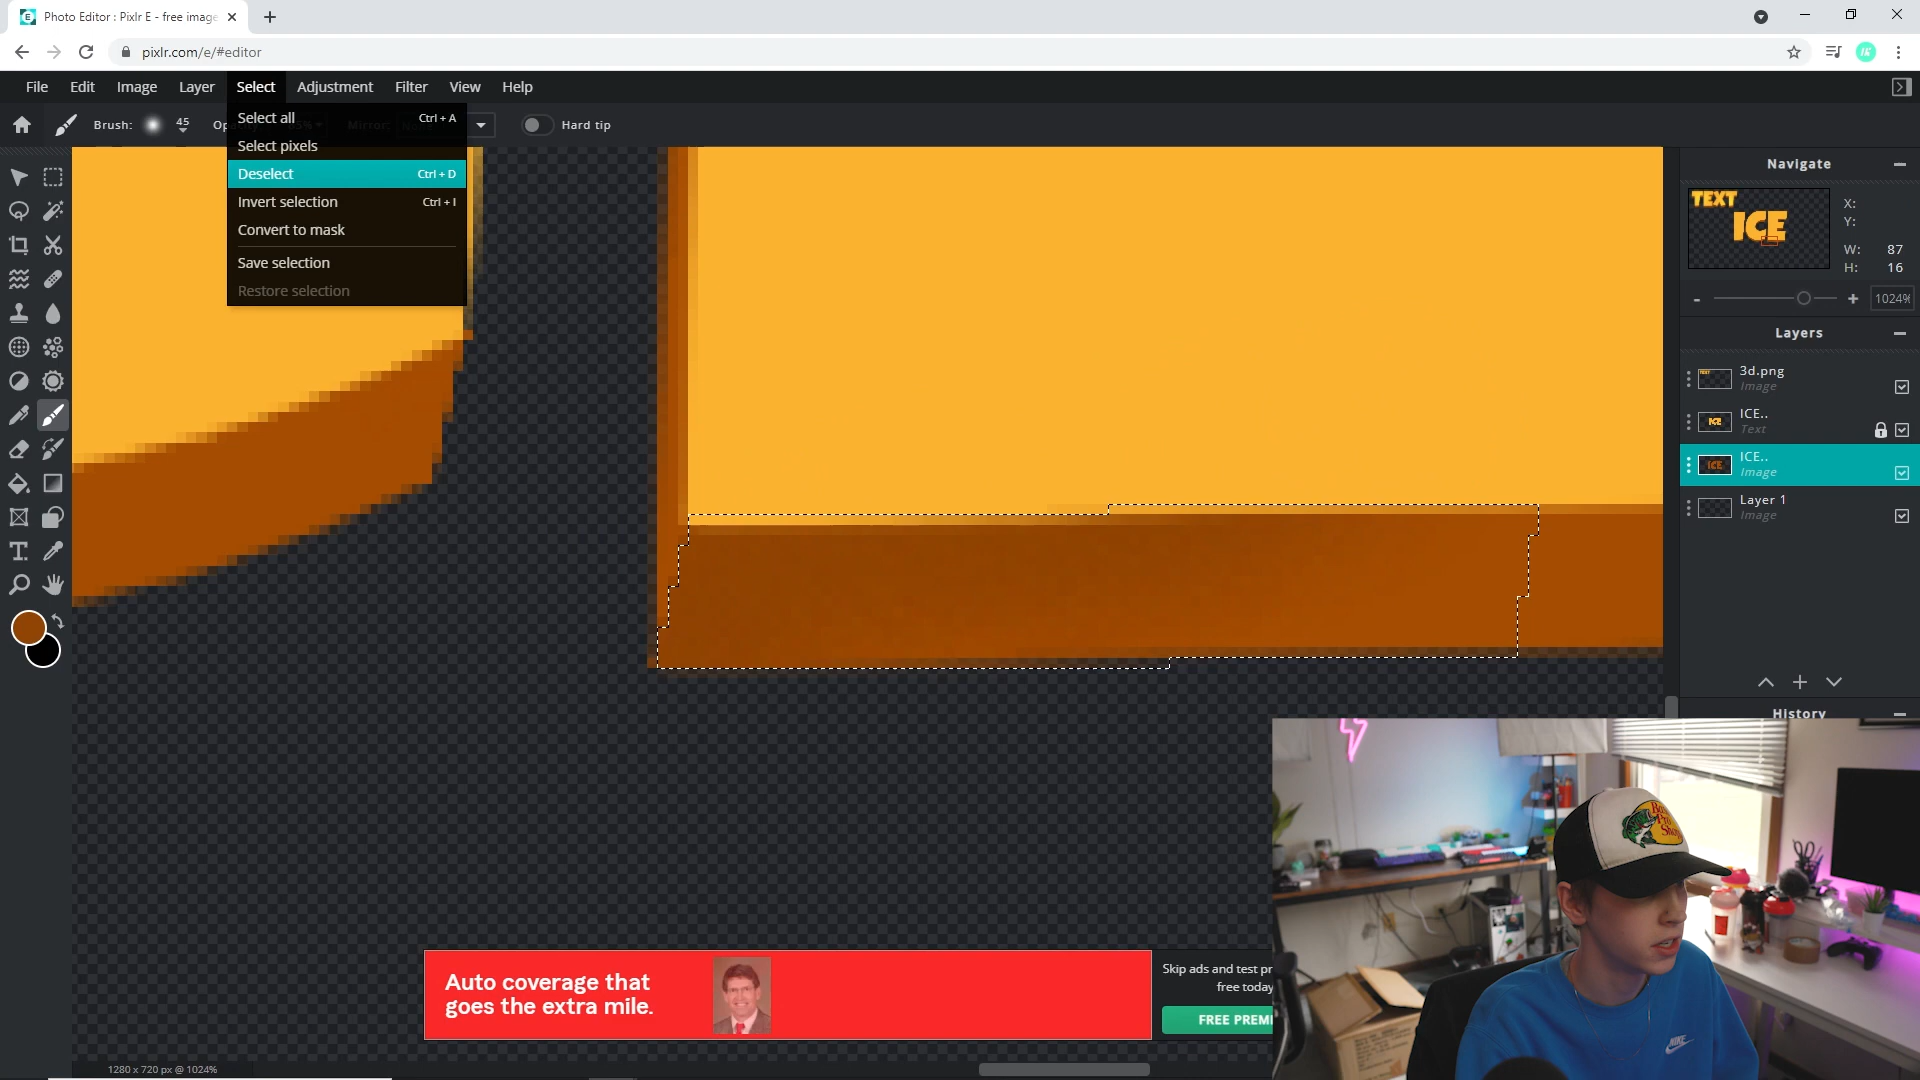 Photo Editor : Pixlr E - free image
pixlr.com/e/#editor
File Edit Image Layer Select Adjustment Filter View Help
Brush: 45 Hard tip
Select all Ctrl + A
Select pixels
Deselect Ctrl + D
Invert selection Ctrl + I
Convert to mask
Save selection
Restore selection
Navigate
TEXT
ICE
X:
Y:
W: 87
H: 16
- + 1024%
Layers
3d.png
Image
ICE..
Text
ICE..
Image
Layer 1
Image
History
Auto coverage that
goes the extra mile.
Skip ads and test pr
free today
FREE PREMI
1280 x 720 px @ 1024%
Bass
Pro
NIKE